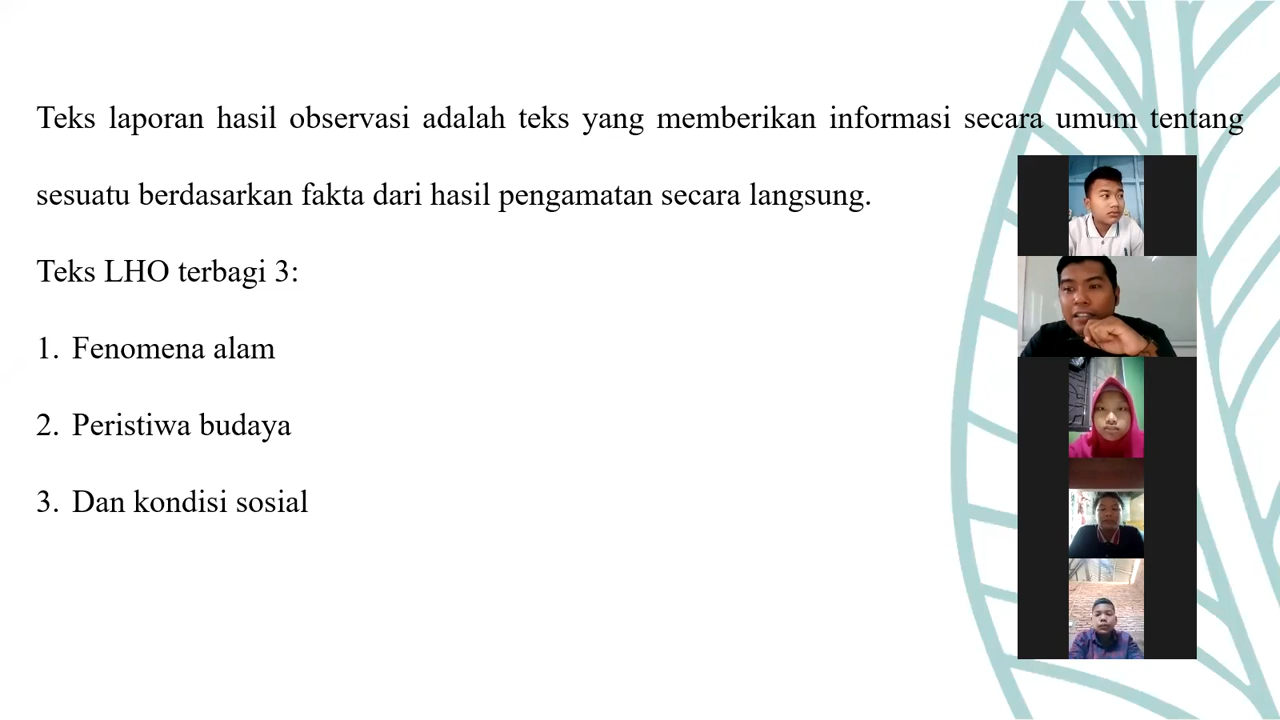 Teks laporan hasil observasi adalah teks yang memberikan informasi secara umum tentang
sesuatu berdasarkan fakta dari hasil pengamatan secara langsung.
Teks LHO terbagi 3:
1. Fenomena alam
2. Peristiwa budaya
3. Dan kondisi sosial